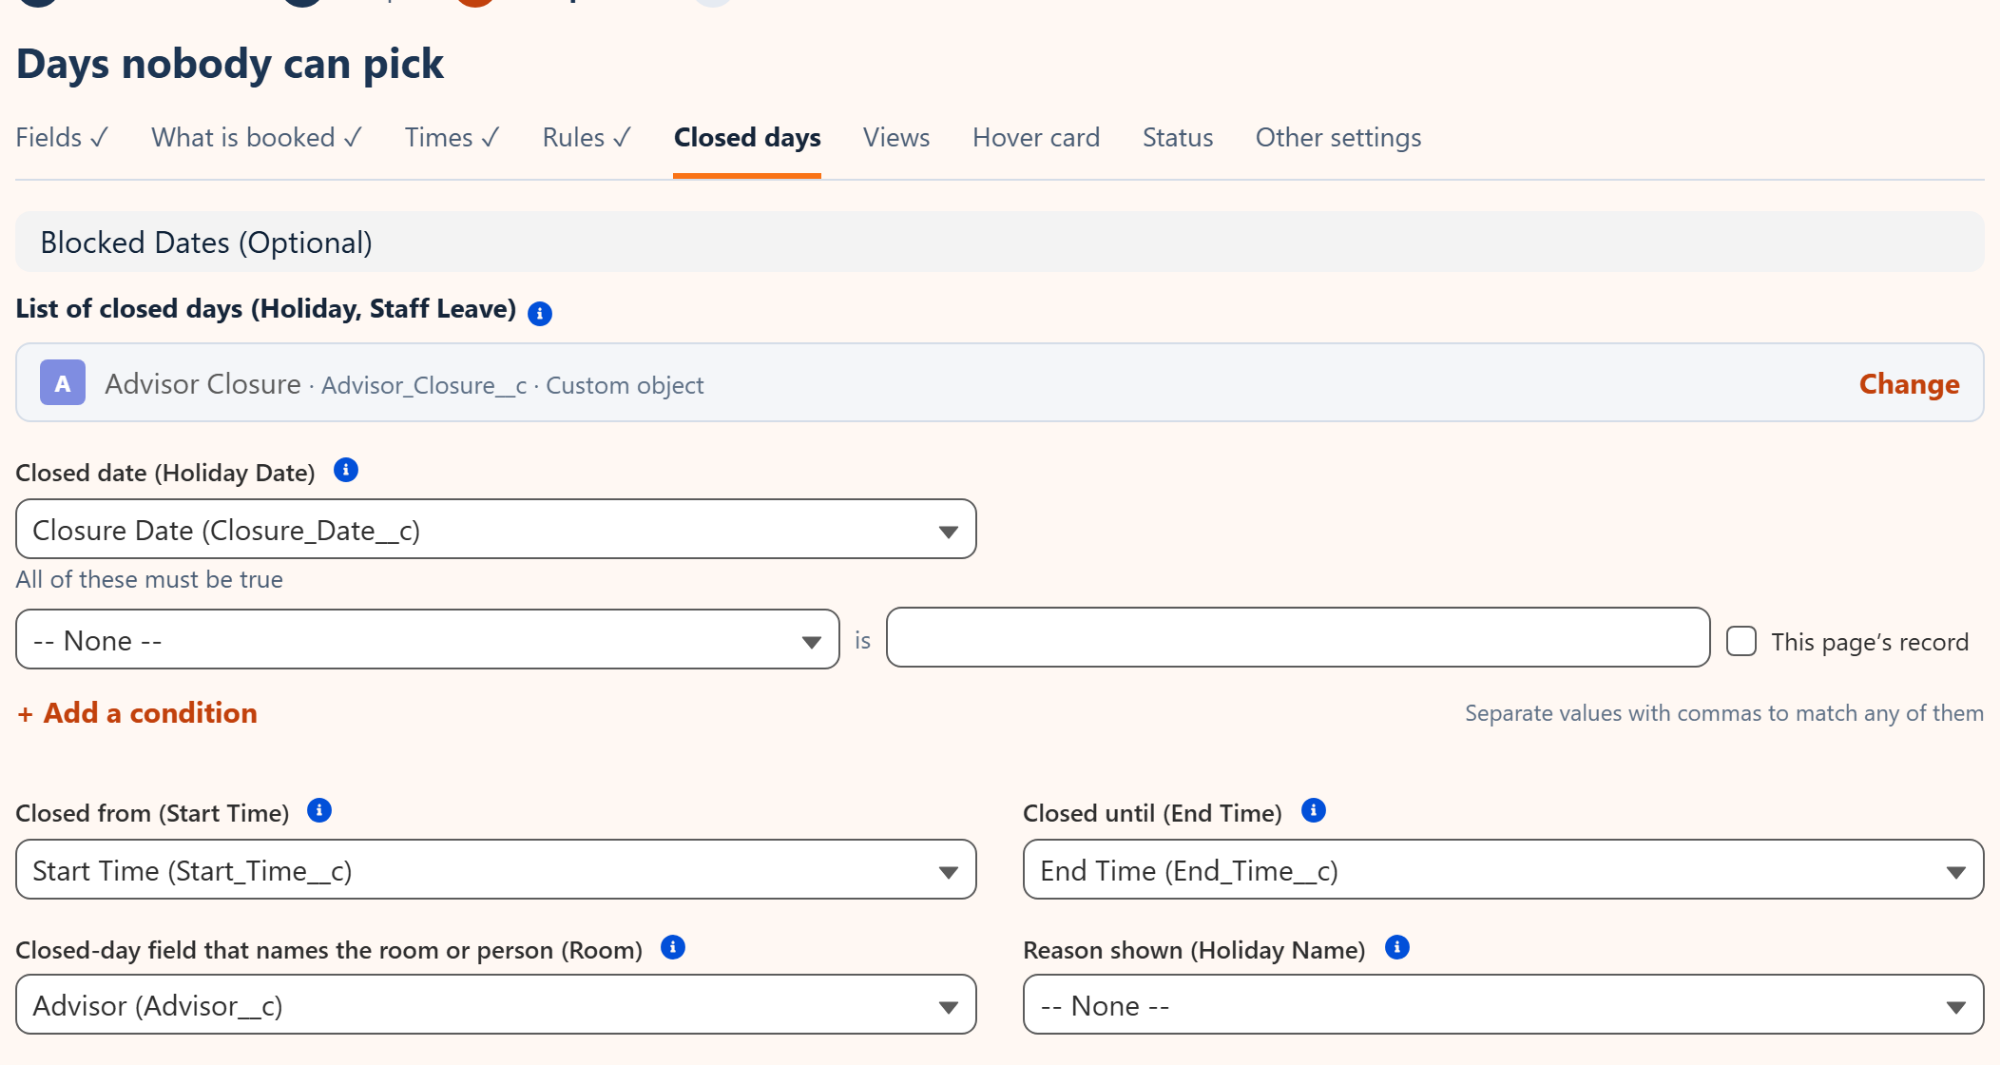 Days nobody can pick
Fields ✓ What is booked ✓ Times ✓ Rules ✓ Closed days Views Hover card Status Other settings
Blocked Dates (Optional)
List of closed days (Holiday, Staff Leave)
A Advisor Closure · Advisor_Closure__c · Custom object Change
Closed date (Holiday Date)
Closure Date (Closure_Date__c)
All of these must be true
-- None -- is This page’s record
+ Add a condition Separate values with commas to match any of them
Closed from (Start Time) Closed until (End Time)
Start Time (Start_Time__c) End Time (End_Time__c)
Closed-day field that names the room or person (Room) Reason shown (Holiday Name)
Advisor (Advisor__c) -- None --